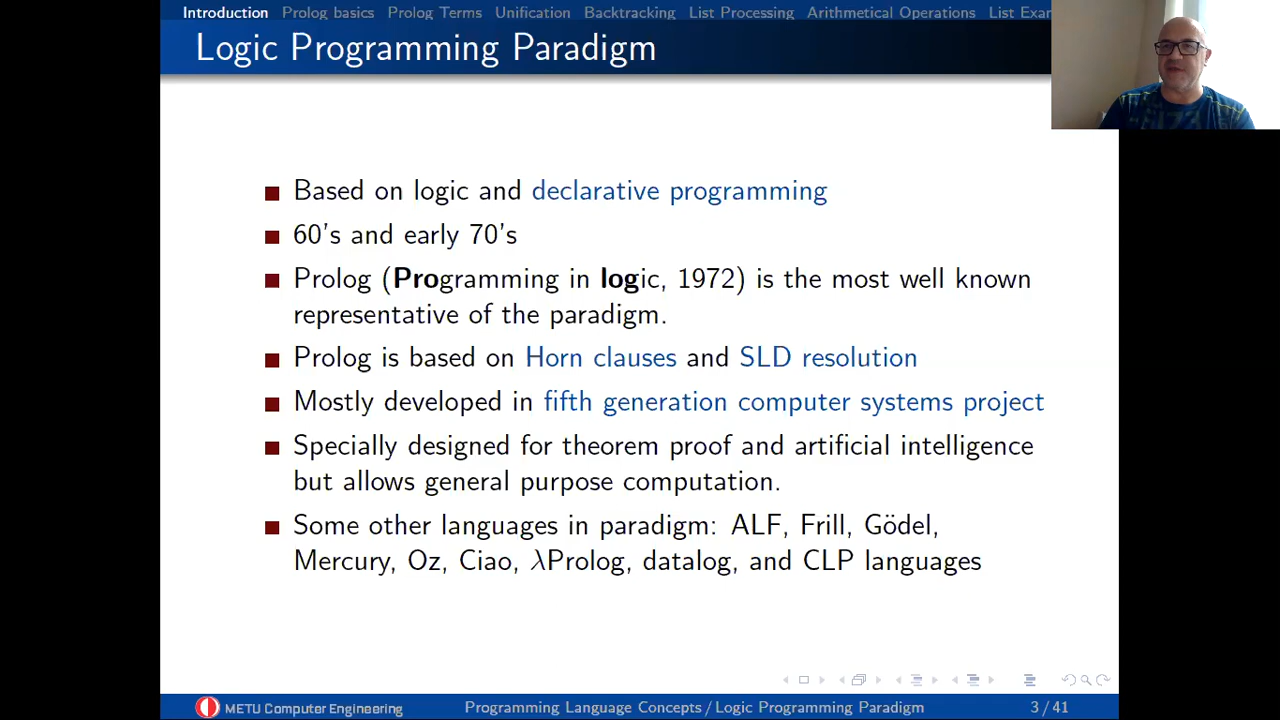 Introduction Prolog basics Prolog Terms Unification Backtracking List Processing Arithmetical Operations List Exa
Logic Programming Paradigm
Based on logic and declarative programming
60's and early 70's
Prolog (Programming in logic, 1972) is the most well known
representative of the paradigm.
Prolog is based on Horn clauses and SLD resolution
Mostly developed in fifth generation computer systems project
Specially designed for theorem proof and artificial intelligence
but allows general purpose computation.
Some other languages in paradigm: ALF, Frill, Gödel,
Mercury, Oz, Ciao, λProlog, datalog, and CLP languages
METU Computer Engineering Programming Language Concepts / Logic Programming Paradigm 3 / 41